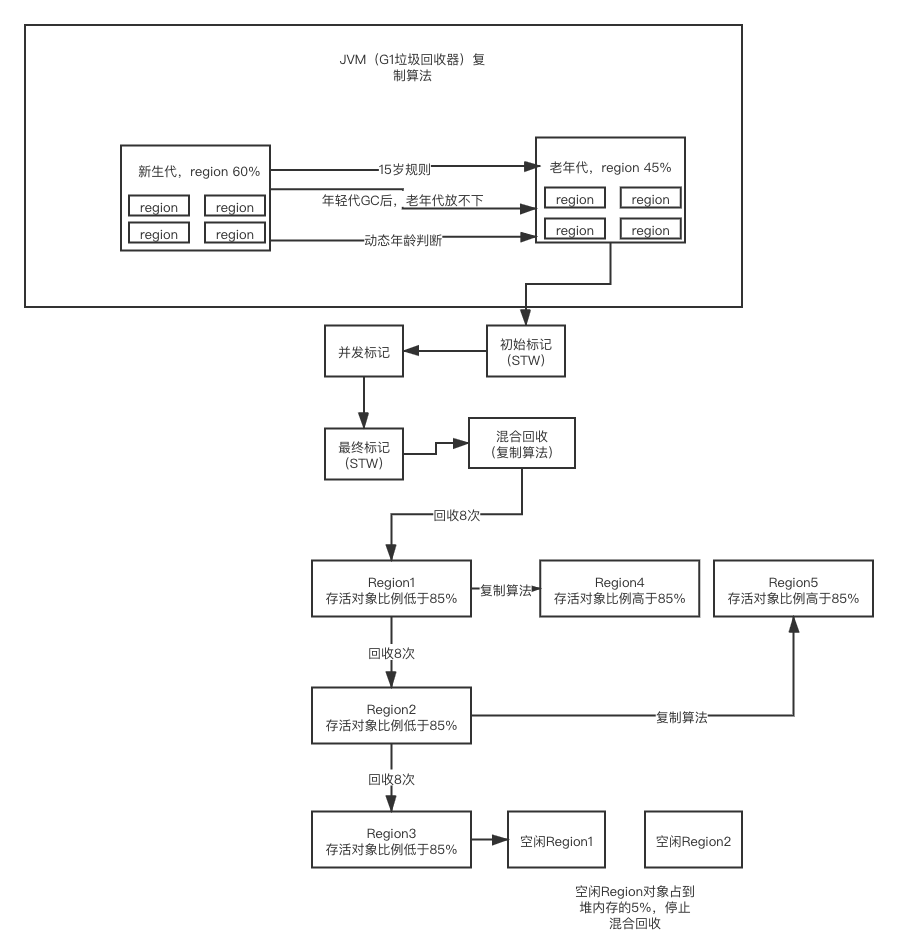 JVM（G1垃圾回收器）复
制算法
新生代，region 60%
region
region
region
region
15岁规则
年轻代GC后，老年代放不下
动态年龄判断
老年代，region 45%
region
region
region
region
并发标记
初始标记
(STW)
最终标记
(STW)
混合回收
(复制算法)
回收8次
Region1
存活对象比例低于85%
复制算法
Region4
存活对象比例高于85%
Region5
存活对象比例高于85%
回收8次
Region2
存活对象比例低于85%
复制算法
回收8次
Region3
存活对象比例低于85%
空闲Region1
空闲Region2
空闲Region对象占到
堆内存的5%，停止
混合回收